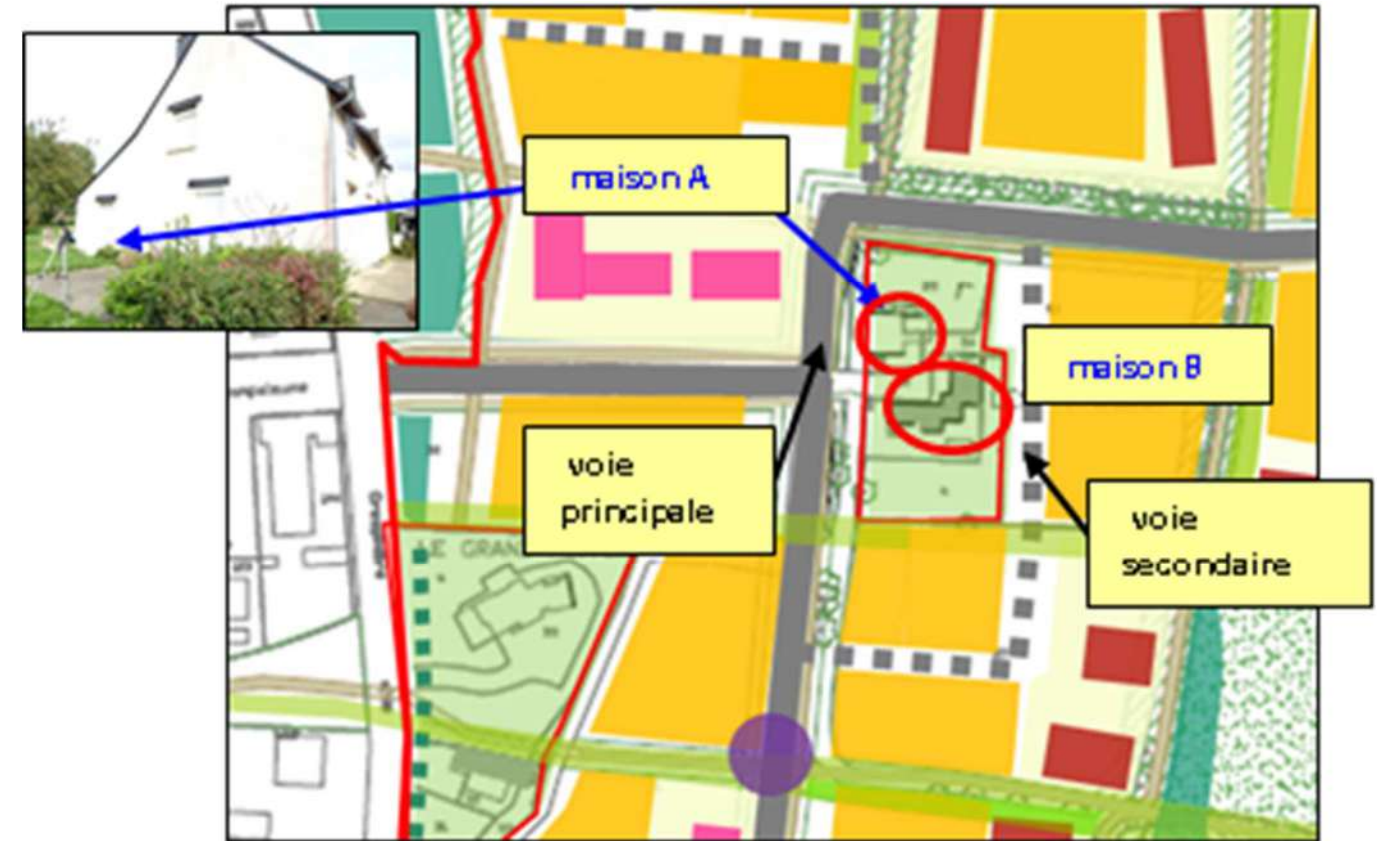 maison A
maison B
voie
principale
voie
secondaire
LE GRAN